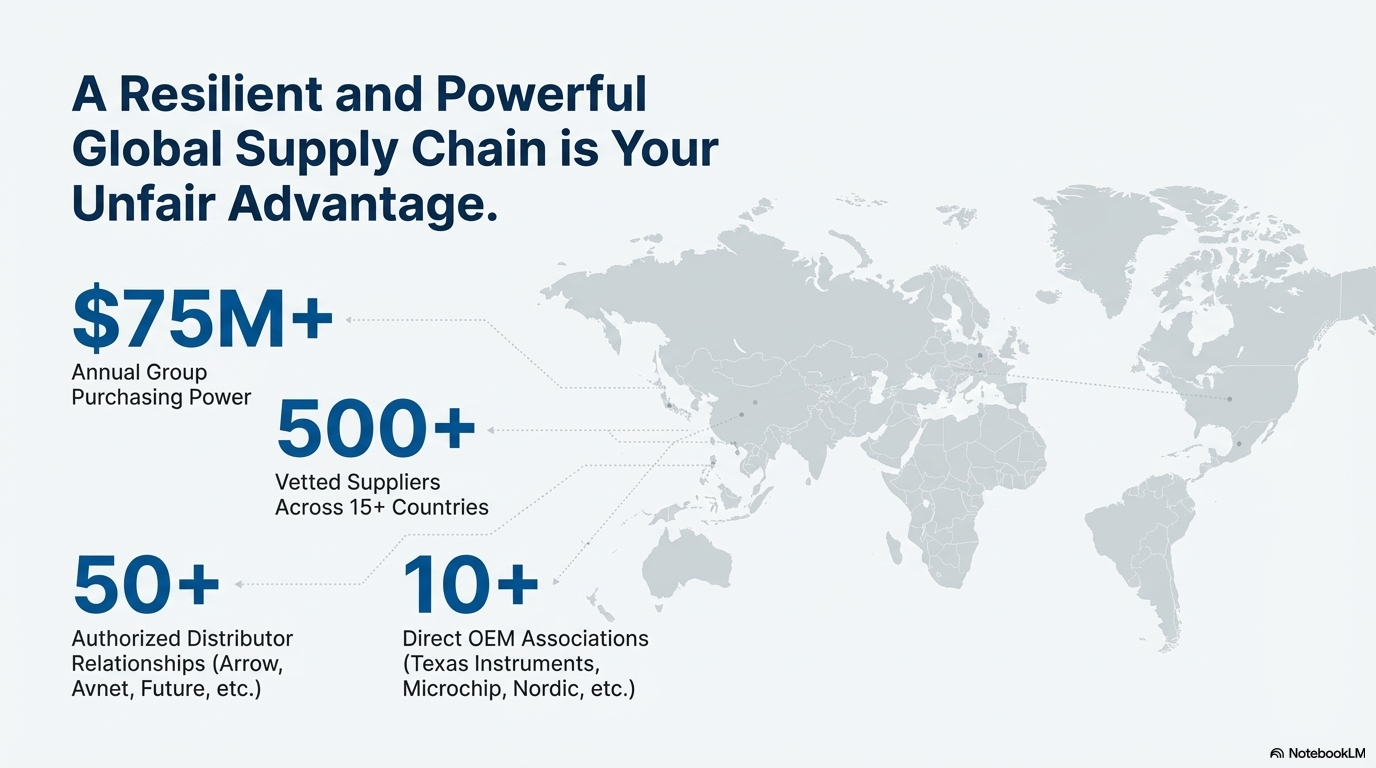 A Resilient and Powerful
Global Supply Chain is Your
Unfair Advantage.
$75M+
Annual Group
Purchasing Power
500+
Vetted Suppliers
Across 15+ Countries
50+
Authorized Distributor
Relationships (Arrow,
Avnet, Future, etc.)
10+
Direct OEM Associations
(Texas Instruments,
Microchip, Nordic, etc.)
NotebookLM